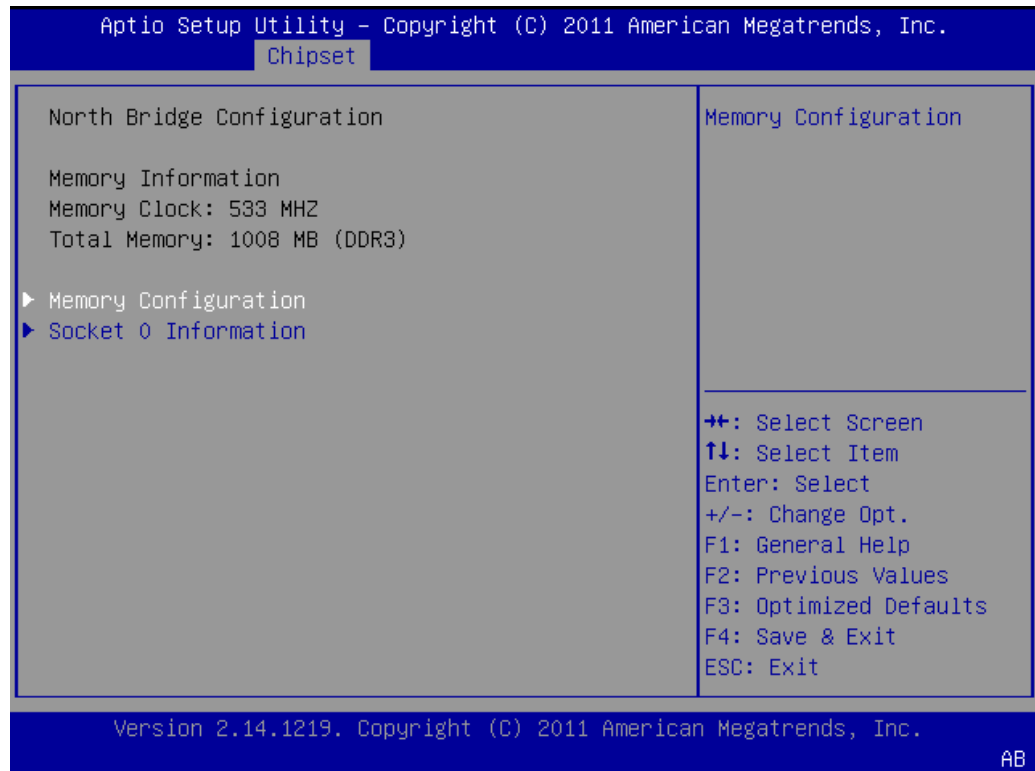 Aptio Setup Utility – Copyright (C) 2011 American Megatrends, Inc.
Chipset
North Bridge Configuration
Memory Information
Memory Clock: 533 MHZ
Total Memory: 1008 MB (DDR3)
▶ Memory Configuration
▶ Socket 0 Information
Memory Configuration
→←: Select Screen
↑↓: Select Item
Enter: Select
+/-: Change Opt.
F1: General Help
F2: Previous Values
F3: Optimized Defaults
F4: Save & Exit
ESC: Exit
Version 2.14.1219. Copyright (C) 2011 American Megatrends, Inc.
AB